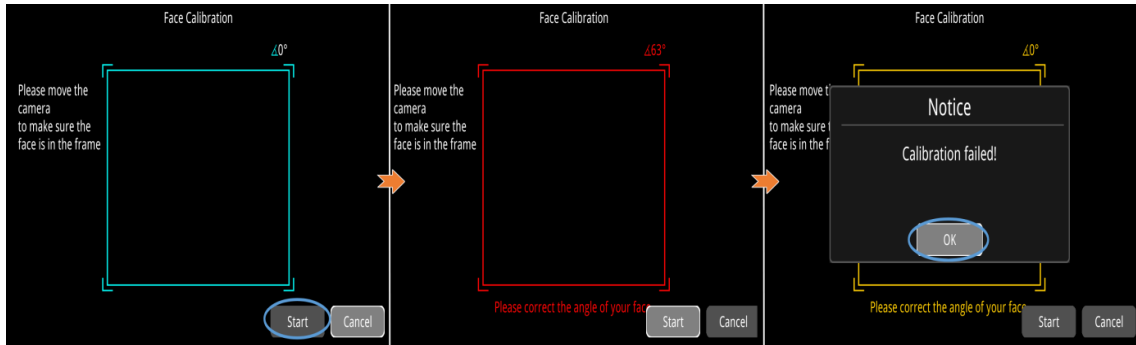 Face Calibration
∠0°
Please move the
camera
to make sure the
face is in the frame
Start
Cancel
Face Calibration
∠63°
Please move the
camera
to make sure the
face is in the frame
Please correct the angle of your fac
Start
Cancel
Face Calibration
∠0°
Please move t
camera
to make sure t
face is in the f
Notice
Calibration failed!
OK
Please correct the angle of your face
Start
Cancel